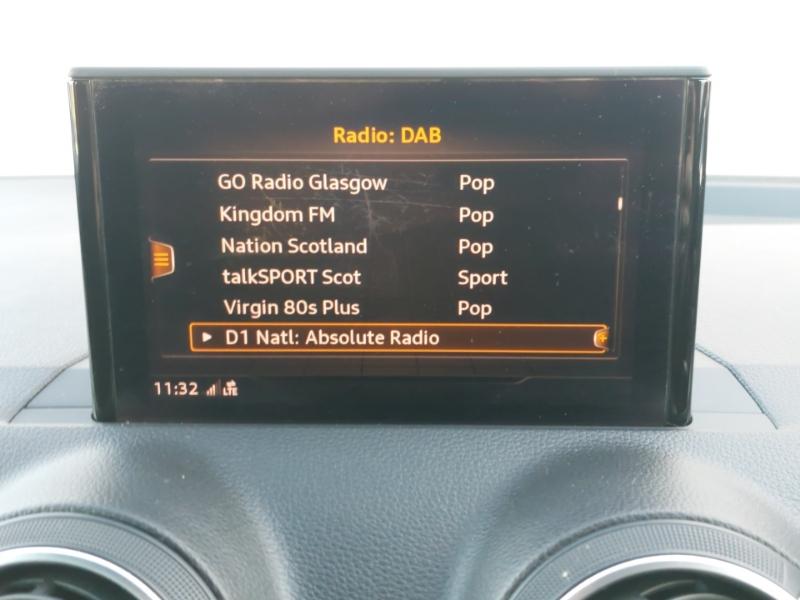 Radio: DAB
GO Radio Glasgow Pop
Kingdom FM Pop
Nation Scotland Pop
talkSPORT Scot Sport
Virgin 80s Plus Pop
D1 Natl: Absolute Radio
11:32 LTE